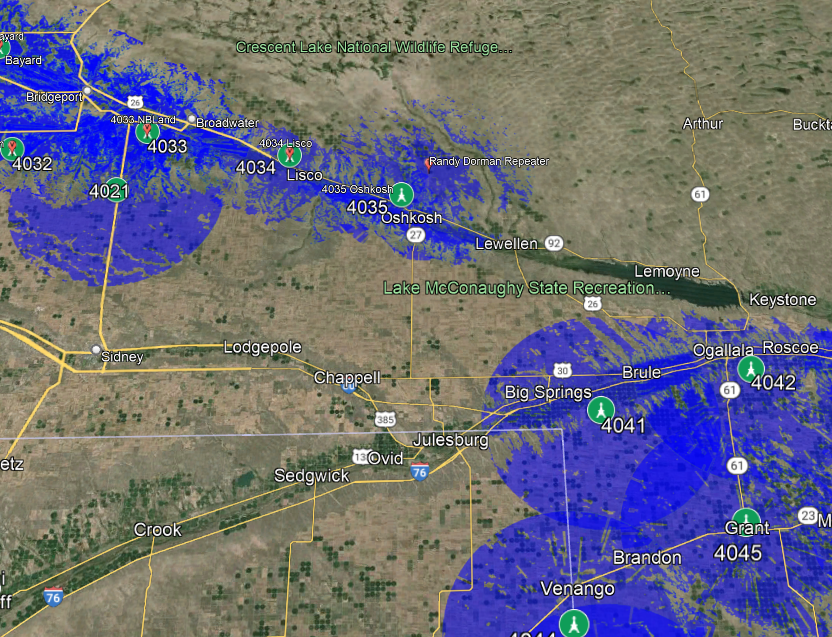 Crescent Lake National Wildlife Refuge...
ayard
Bayard
Bridgeport
26
4033 NBLand
Broadwater
4033
4034 Lisco
4032
4034
Lisco
Randy Dorman Repeater
Arthur
Buckta
4021
4035 Oshkosh
61
4035
Oshkosh
27
Lewellen
92
Lemoyne
Lake McConaughy State Recreation...
26
Keystone
Sidney
Lodgepole
Ogallala
Roscoe
Chappell
30
Brule
4042
Big Springs
61
385
4041
Julesburg
Ovid
76
61
etz
Sedgwick
Crook
Grant
23
M
4045
Brandon
Venango
ff
76